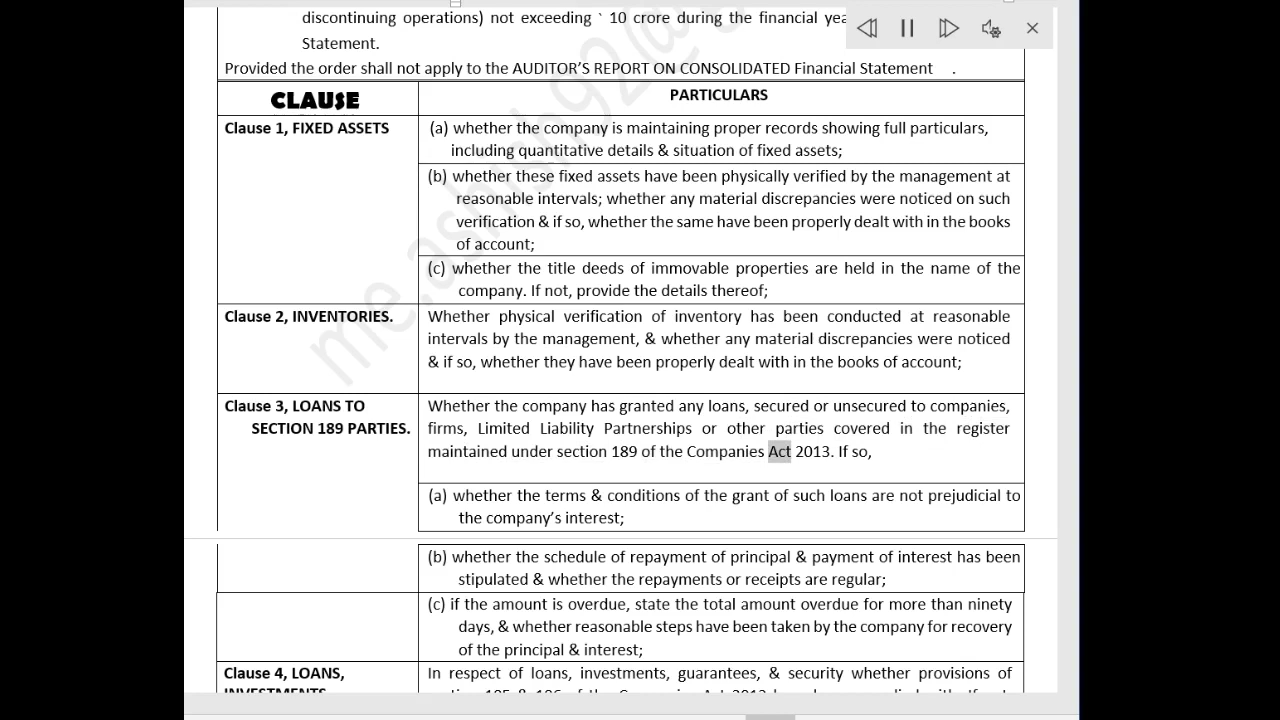 discontinuing operations) not exceeding ` 10 crore during the financial yea
Statement.
Provided the order shall not apply to the AUDITOR'S REPORT ON CONSOLIDATED Financial Statement .
CLAUSE
PARTICULARS
Clause 1, FIXED ASSETS
(a) whether the company is maintaining proper records showing full particulars,
including quantitative details & situation of fixed assets;
(b) whether these fixed assets have been physically verified by the management at
reasonable intervals; whether any material discrepancies were noticed on such
verification & if so, whether the same have been properly dealt with in the books
of account;
(c) whether the title deeds of immovable properties are held in the name of the
company. If not, provide the details thereof;
Clause 2, INVENTORIES.
Whether physical verification of inventory has been conducted at reasonable
intervals by the management, & whether any material discrepancies were noticed
& if so, whether they have been properly dealt with in the books of account;
Clause 3, LOANS TO
SECTION 189 PARTIES.
Whether the company has granted any loans, secured or unsecured to companies,
firms, Limited Liability Partnerships or other parties covered in the register
maintained under section 189 of the Companies Act 2013. If so,
(a) whether the terms & conditions of the grant of such loans are not prejudicial to
the company's interest;
(b) whether the schedule of repayment of principal & payment of interest has been
stipulated & whether the repayments or receipts are regular;
(c) if the amount is overdue, state the total amount overdue for more than ninety
days, & whether reasonable steps have been taken by the company for recovery
of the principal & interest;
Clause 4, LOANS,
INVESTMENTS
In respect of loans, investments, guarantees, & security whether provisions of
me.ashish92@g